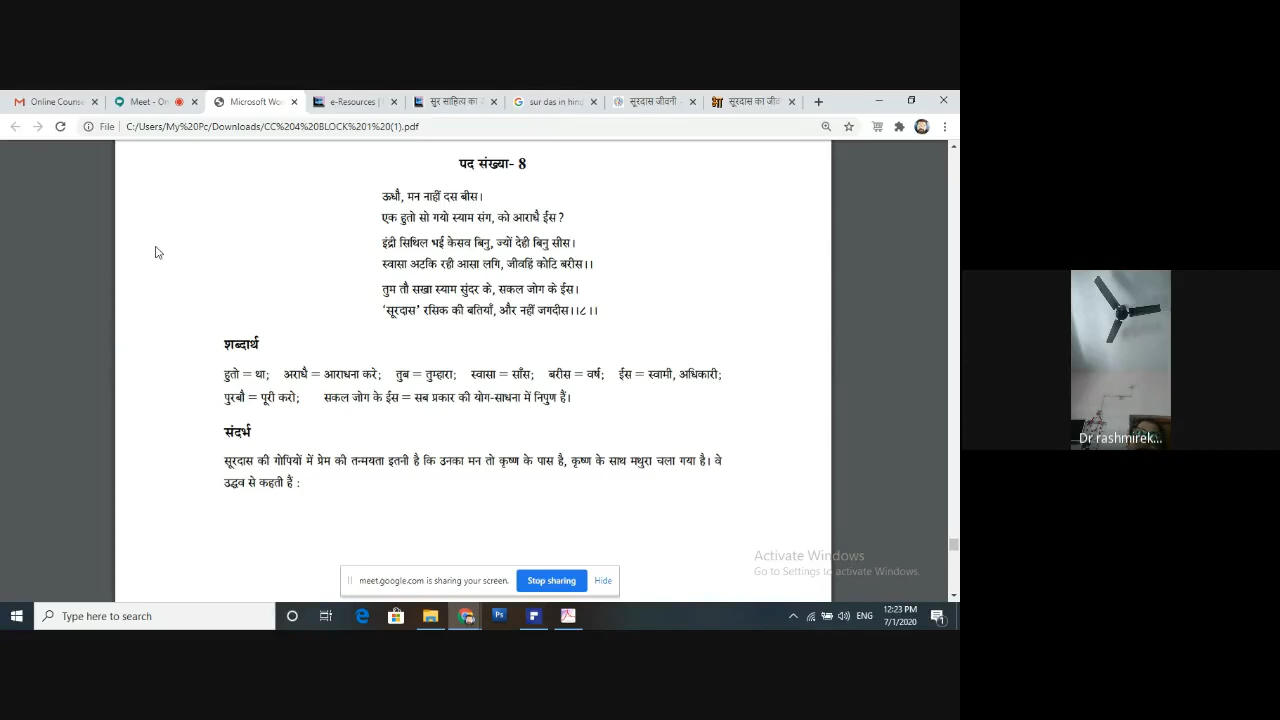 Online Couns
Meet - On
Microsoft Wo
e-Resources |
सूर साहित्य का
sur das in hind
सूरदास जीवनी -
सूरदास का जीव
File
C:/Users/My%20Pc/Downloads/CC%204%20BLOCK%201%20(1).pdf
पद संख्या- 8
ऊधौ, मन नाहीं दस बीस।
एक हुतो सो गयो स्याम संग, को आराधै ईस ?
इंद्री सिथिल भई केसव बिनु, ज्यों देही बिनु सीस।
स्वासा अटकि रही आसा लगि, जीवहिं कोटि बरीस।।
तुम तौ सखा स्याम सुंदर के, सकल जोग के ईस।
‘सूरदास’ रसिक की बतियाँ, और नहीं जगदीस।।८।।
शब्दार्थ
हुतो = था; अराधै = आराधना करे; तुब = तुम्हारा; स्वासा = साँस; बरीस = वर्ष; ईस = स्वामी, अधिकारी;
पुरबौ = पूरी करो; सकल जोग के ईस = सब प्रकार की योग-साधना में निपुण हैं।
संदर्भ
सूरदास की गोपियों में प्रेम की तन्मयता इतनी है कि उनका मन तो कृष्ण के पास है, कृष्ण के साथ मथुरा चला गया है। वे
उद्धव से कहती हैं :
Dr rashmirek...
Activate Windows
Go to Settings to activate Windows.
meet.google.com is sharing your screen.
Stop sharing
Hide
Type here to search
Ps
ENG
12:23 PM
7/1/2020
1